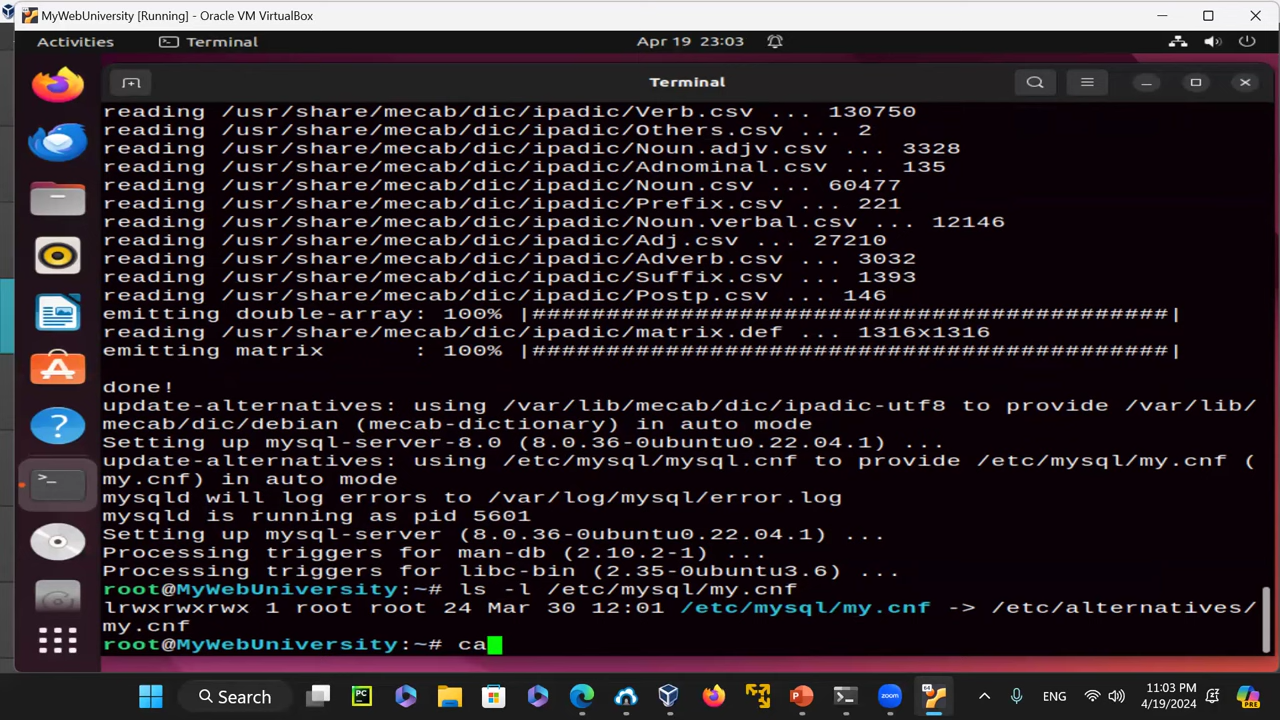 MyWebUniversity [Running] - Oracle VM VirtualBox
Activities Terminal Apr 19 23:03
Terminal
reading /usr/share/mecab/dic/ipadic/Verb.csv ... 130750
reading /usr/share/mecab/dic/ipadic/Others.csv ... 2
reading /usr/share/mecab/dic/ipadic/Noun.adjv.csv ... 3328
reading /usr/share/mecab/dic/ipadic/Adnominal.csv ... 135
reading /usr/share/mecab/dic/ipadic/Noun.csv ... 60477
reading /usr/share/mecab/dic/ipadic/Prefix.csv ... 221
reading /usr/share/mecab/dic/ipadic/Noun.verbal.csv ... 12146
reading /usr/share/mecab/dic/ipadic/Adj.csv ... 27210
reading /usr/share/mecab/dic/ipadic/Adverb.csv ... 3032
reading /usr/share/mecab/dic/ipadic/Suffix.csv ... 1393
reading /usr/share/mecab/dic/ipadic/Postp.csv ... 146
emitting double-array: 100% |###########################################|
reading /usr/share/mecab/dic/ipadic/matrix.def ... 1316x1316
emitting matrix      : 100% |###########################################|
done!
update-alternatives: using /var/lib/mecab/dic/ipadic-utf8 to provide /var/lib/
mecab/dic/debian (mecab-dictionary) in auto mode
Setting up mysql-server-8.0 (8.0.36-0ubuntu0.22.04.1) ...
update-alternatives: using /etc/mysql/mysql.cnf to provide /etc/mysql/my.cnf (
my.cnf) in auto mode
mysqld will log errors to /var/log/mysql/error.log
mysqld is running as pid 5601
Setting up mysql-server (8.0.36-0ubuntu0.22.04.1) ...
Processing triggers for man-db (2.10.2-1) ...
Processing triggers for libc-bin (2.35-0ubuntu3.6) ...
root@MyWebUniversity:~# ls -l /etc/mysql/my.cnf
lrwxrwxrwx 1 root root 24 Mar 30 12:01 /etc/mysql/my.cnf -> /etc/alternatives/
my.cnf
root@MyWebUniversity:~# ca
Search ENG 11:03 PM
4/19/2024
PC
PRE
zoom